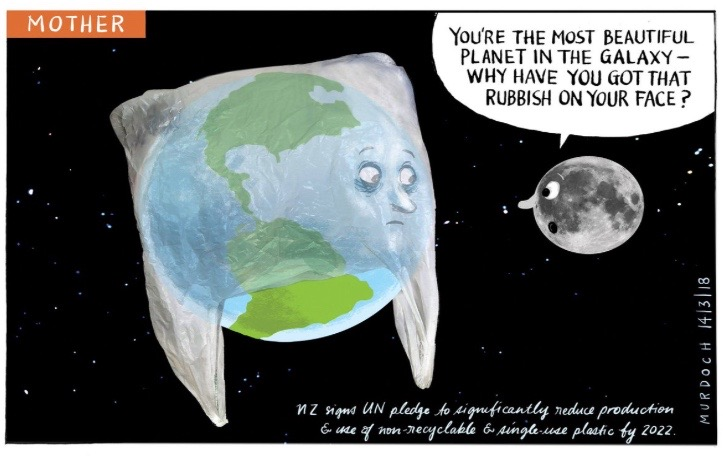 MOTHER
YOU'RE THE MOST BEAUTIFUL
PLANET IN THE GALAXY –
WHY HAVE YOU GOT THAT
RUBBISH ON YOUR FACE?
NZ signs UN pledge to significantly reduce production
& use of non-recyclable & single-use plastic by 2022.
MURDOCH 14|3|18